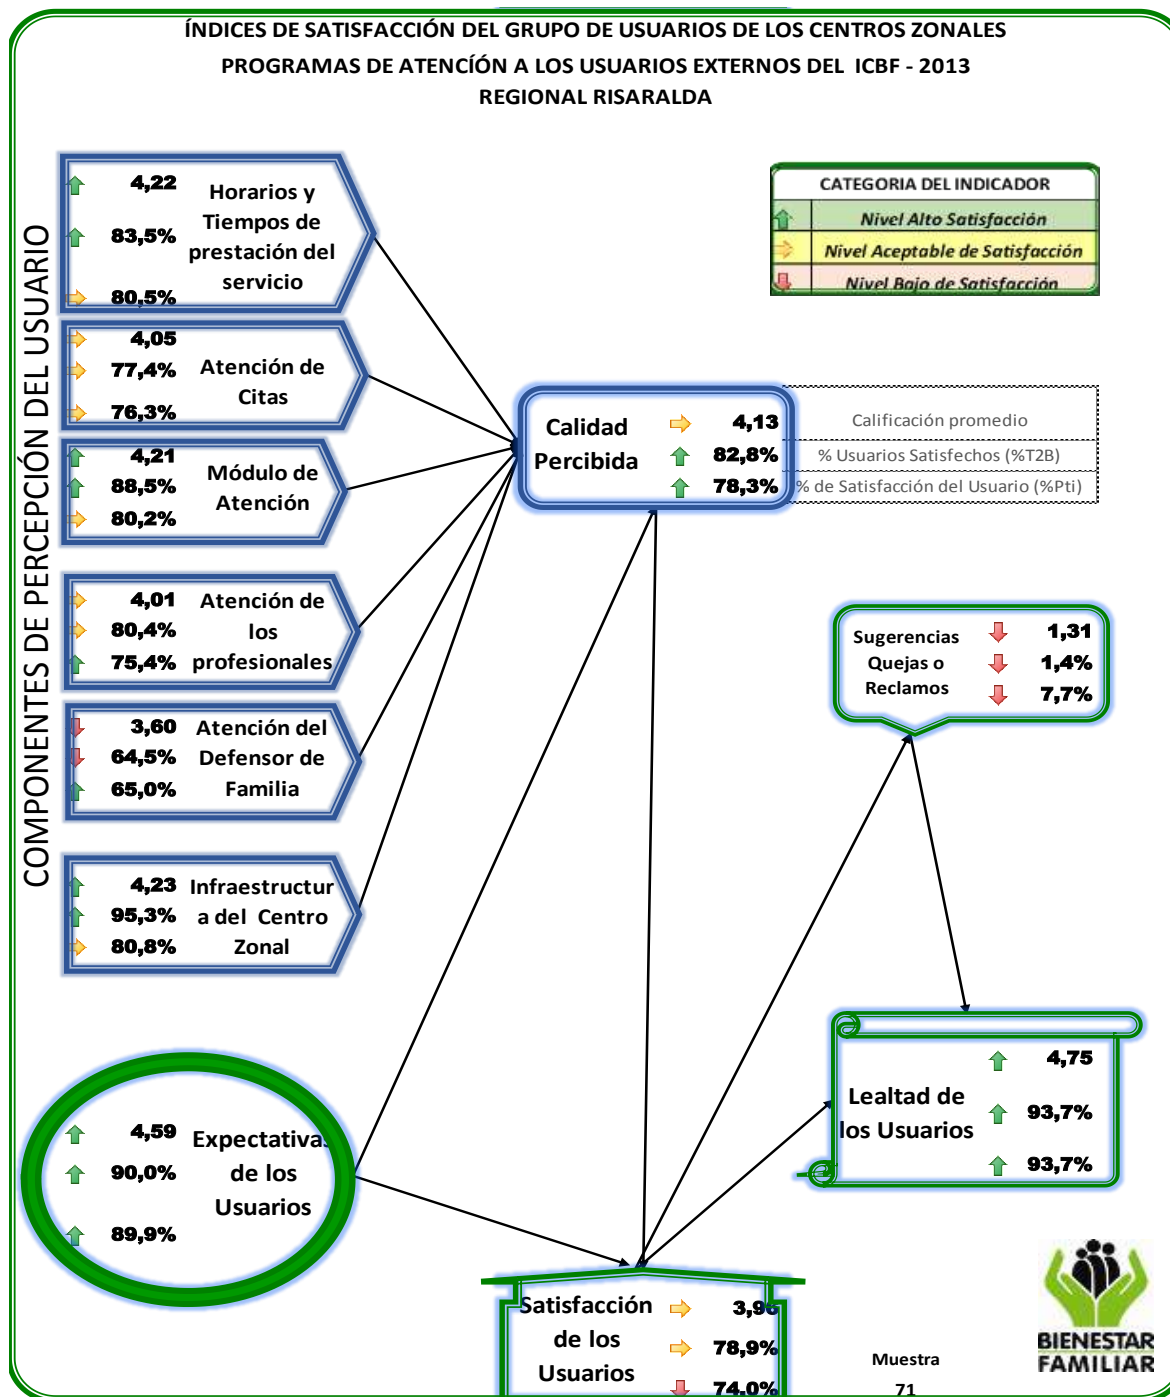 ÍNDICES DE SATISFACCIÓN DEL GRUPO DE USUARIOS DE LOS CENTROS ZONALES
PROGRAMAS DE ATENCÍÓN A LOS USUARIOS EXTERNOS DEL ICBF - 2013
REGIONAL RISARALDA
COMPONENTES DE PERCEPCIÓN DEL USUARIO
4,22
83,5%
80,5%
Horarios y
Tiempos de
prestación del
servicio
CATEGORIA DEL INDICADOR
Nivel Alto Satisfacción
Nivel Aceptable de Satisfacción
Nivel Bajo de Satisfacción
4,05
77,4%
76,3%
Atención de
Citas
4,21
88,5%
80,2%
Módulo de
Atención
Calidad
Percibida
4,13
82,8%
78,3%
Calificación promedio
% Usuarios Satisfechos (%T2B)
% de Satisfacción del Usuario (%Pti)
4,01
80,4%
75,4%
Atención de
los
profesionales
3,60
64,5%
65,0%
Atención del
Defensor de
Familia
Sugerencias
Quejas o
Reclamos
1,31
1,4%
7,7%
4,23
95,3%
80,8%
Infraestructur
a del Centro
Zonal
4,59
90,0%
89,9%
Expectativas
de los
Usuarios
Lealtad de
los Usuarios
4,75
93,7%
93,7%
Satisfacción
de los
Usuarios
3,96
78,9%
74,0%
Muestra
71
BIENESTAR
FAMILIAR